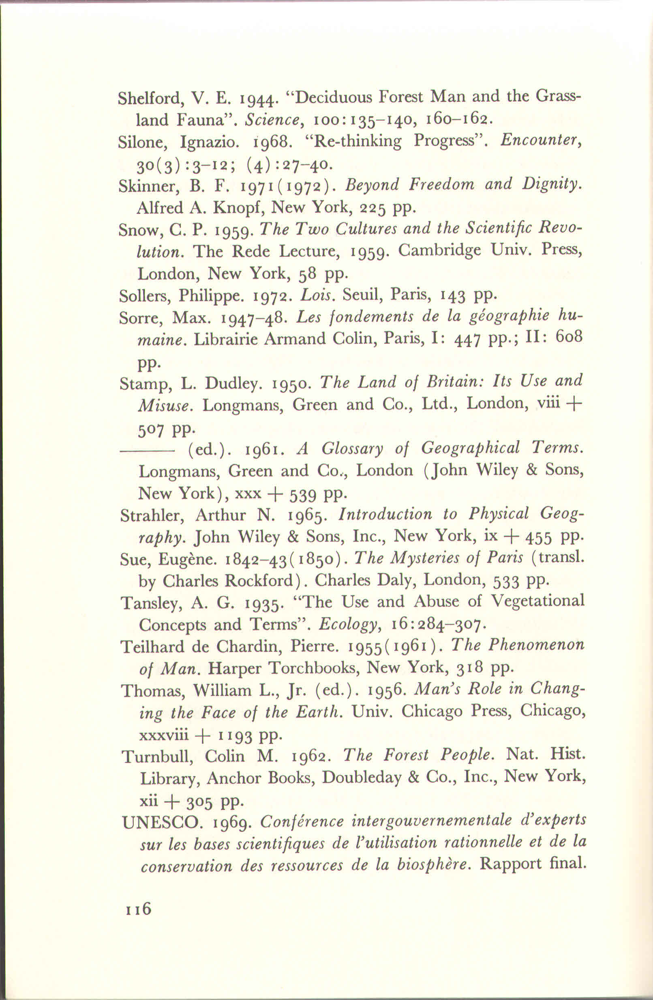 Shelford, V. E. 1944. “Deciduous Forest Man and the Grass-
land Fauna”. Science, 100:135–140, 160–162.
Silone, Ignazio. 1968. “Re-thinking Progress”. Encounter,
30(3):3–12; (4):27–40.
Skinner, B. F. 1971(1972). Beyond Freedom and Dignity.
Alfred A. Knopf, New York, 225 pp.
Snow, C. P. 1959. The Two Cultures and the Scientific Revo-
lution. The Rede Lecture, 1959. Cambridge Univ. Press,
London, New York, 58 pp.
Sollers, Philippe. 1972. Lois. Seuil, Paris, 143 pp.
Sorre, Max. 1947–48. Les fondements de la géographie hu-
maine. Librairie Armand Colin, Paris, I: 447 pp.; II: 608
pp.
Stamp, L. Dudley. 1950. The Land of Britain: Its Use and
Misuse. Longmans, Green and Co., Ltd., London, viii +
507 pp.
——— (ed.). 1961. A Glossary of Geographical Terms.
Longmans, Green and Co., London (John Wiley & Sons,
New York), xxx + 539 pp.
Strahler, Arthur N. 1965. Introduction to Physical Geog-
raphy. John Wiley & Sons, Inc., New York, ix + 455 pp.
Sue, Eugène. 1842–43(1850). The Mysteries of Paris (transl.
by Charles Rockford). Charles Daly, London, 533 pp.
Tansley, A. G. 1935. “The Use and Abuse of Vegetational
Concepts and Terms”. Ecology, 16:284–307.
Teilhard de Chardin, Pierre. 1955(1961). The Phenomenon
of Man. Harper Torchbooks, New York, 318 pp.
Thomas, William L., Jr. (ed.). 1956. Man’s Role in Chang-
ing the Face of the Earth. Univ. Chicago Press, Chicago,
xxxviii + 1193 pp.
Turnbull, Colin M. 1962. The Forest People. Nat. Hist.
Library, Anchor Books, Doubleday & Co., Inc., New York,
xii + 305 pp.
UNESCO. 1969. Conférence intergouvernementale d’experts
sur les bases scientifiques de l’utilisation rationnelle et de la
conservation des ressources de la biosphère. Rapport final.
116